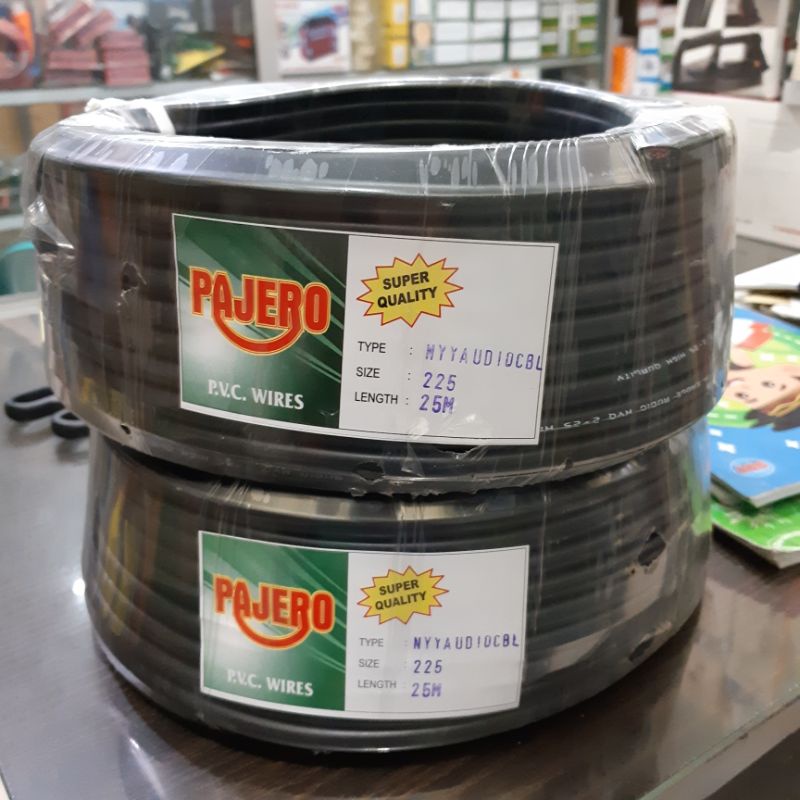 PAJERO
P.V.C. WIRES
SUPER
QUALITY
TYPE : NYYAUDIOCBL
SIZE : 225
LENGTH : 25M
PAJERO
P.V.C. WIRES
SUPER
QUALITY
TYPE : NYYAUDIOCBL
SIZE : 225
LENGTH : 25M